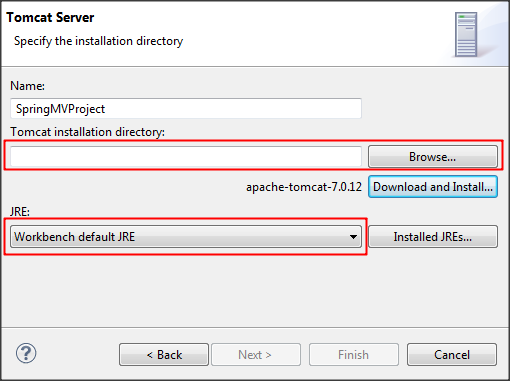 Tomcat Server
Specify the installation directory
Name:
SpringMVProject
Tomcat installation directory:
Browse...
apache-tomcat-7.0.12 Download and Install...
JRE:
Workbench default JRE Installed JREs...
? < Back Next > Finish Cancel